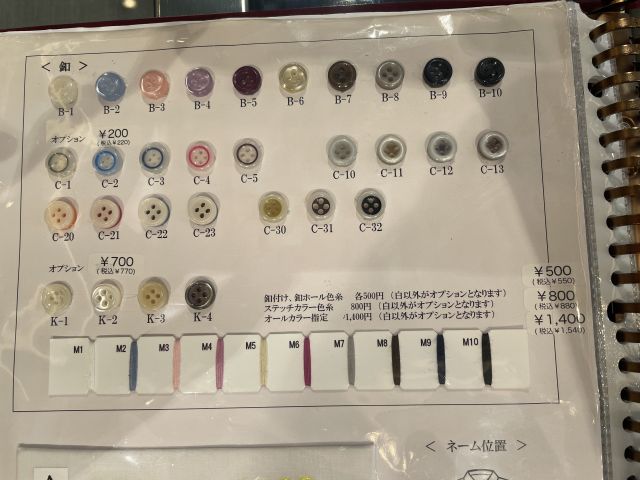 ＜ 釦 ＞
B-1 B-2 B-3 B-4 B-5 B-6 B-7 B-8 B-9 B-10
オプション ￥200
(税込￥220)
C-1 C-2 C-3 C-4 C-5 C-10 C-11 C-12 C-13
C-20 C-21 C-22 C-23 C-30 C-31 C-32
オプション ￥700
(税込￥770)
K-1 K-2 K-3 K-4
釦付け、釦ホール色糸 各500円（白以外がオプションとなります） ￥500
(税込￥550)
ステッチカラー色糸 800円（白以外がオプションとなります） ￥800
(税込￥880)
オールカラー指定 1,400円（白以外がオプションとなります） ￥1,400
(税込￥1,540)
M1 M2 M3 M4 M5 M6 M7 M8 M9 M10
＜ ネーム位置 ＞
A